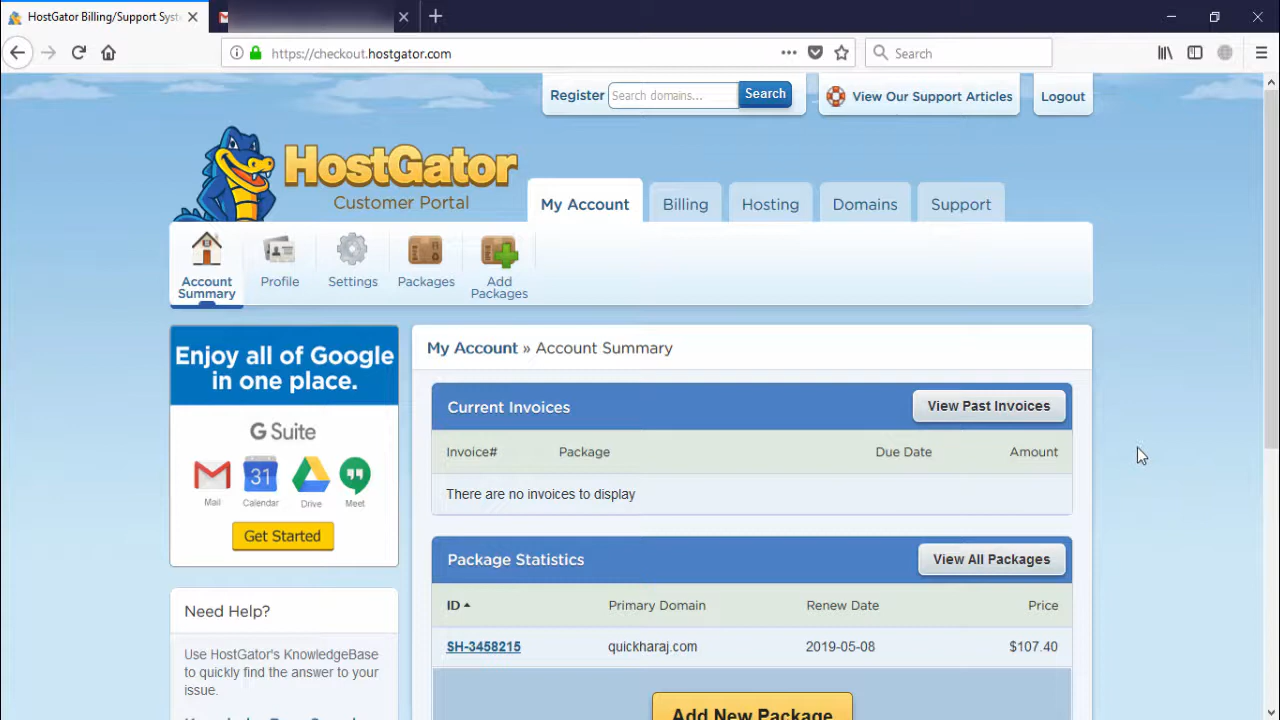 HostGator Billing/Support Syst
https://checkout.hostgator.com
Search
Register
Search domains...
Search
View Our Support Articles
Logout
HostGator
Customer Portal
My Account
Billing
Hosting
Domains
Support
Account
Summary
Profile
Settings
Packages
Add
Packages
Enjoy all of Google
in one place.
G Suite
31
Mail
Calendar
Drive
Meet
Get Started
Need Help?
Use HostGator's KnowledgeBase
to quickly find the answer to your
issue.
My Account » Account Summary
Current Invoices
View Past Invoices
Invoice# Package Due Date Amount
There are no invoices to display
Package Statistics
View All Packages
ID Primary Domain Renew Date Price
SH-3458215 quickharaj.com 2019-05-08 $107.40
Add New Package